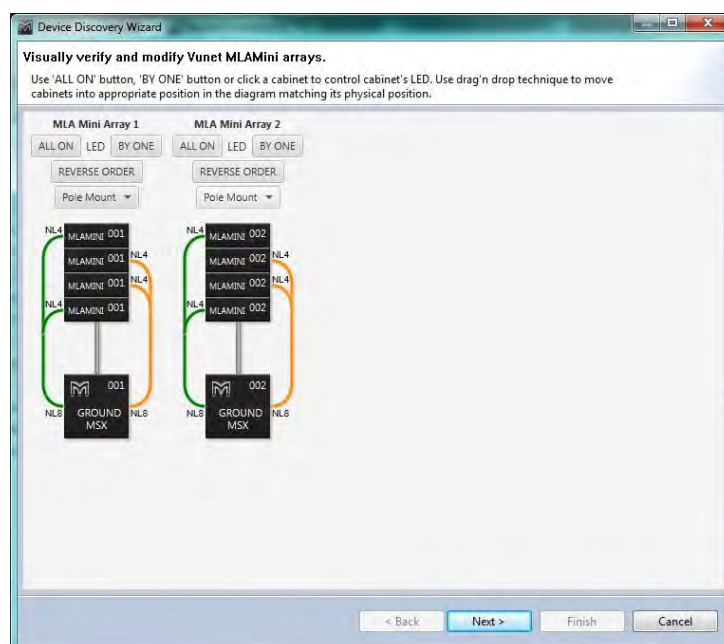 Device Discovery Wizard
Visually verify and modify Vunet MLAMini arrays.
Use 'ALL ON' button, 'BY ONE' button or click a cabinet to control cabinet's LED. Use drag'n drop technique to move
cabinets into appropriate position in the diagram matching its physical position.
MLA Mini Array 1
ALL ON LED BY ONE
REVERSE ORDER
Pole Mount
NL4 MLAMINI 001
MLAMINI 001 NL4
MLAMINI 001 NL4
NL4 MLAMINI 001
001
NL8 GROUND NL8
MSX
MLA Mini Array 2
ALL ON LED BY ONE
REVERSE ORDER
Pole Mount
NL4 MLAMINI 002
MLAMINI 002 NL4
MLAMINI 002 NL4
NL4 MLAMINI 002
002
NL8 GROUND NL8
MSX
< Back Next > Finish Cancel